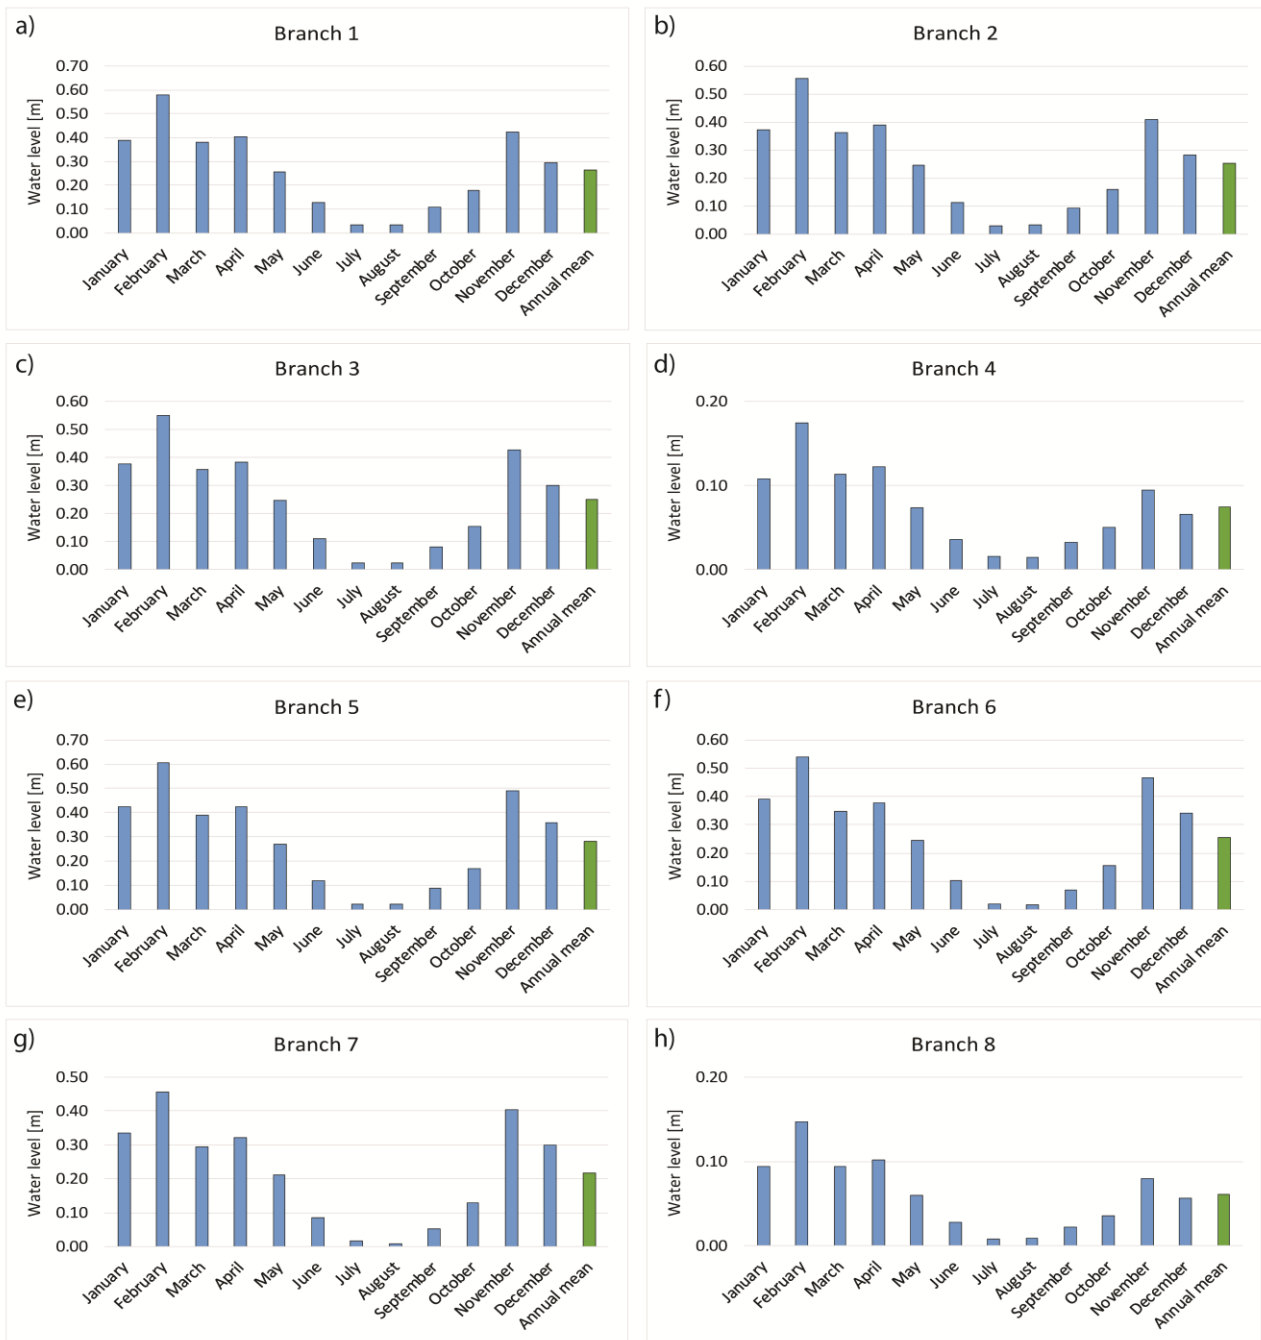 a)
Branch 1
Water level [m]
0.70
0.60
0.50
0.40
0.30
0.20
0.10
0.00
January
February
March
April
May
June
July
August
September
October
November
December
Annual mean
b)
Branch 2
Water level [m]
0.60
0.50
0.40
0.30
0.20
0.10
0.00
January
February
March
April
May
June
July
August
September
October
November
December
Annual mean
c)
Branch 3
Water level [m]
0.60
0.50
0.40
0.30
0.20
0.10
0.00
January
February
March
April
May
June
July
August
September
October
November
December
Annual mean
d)
Branch 4
Water level [m]
0.20
0.10
0.00
January
February
March
April
May
June
July
August
September
October
November
December
Annual mean
e)
Branch 5
Water level [m]
0.70
0.60
0.50
0.40
0.30
0.20
0.10
0.00
January
February
March
April
May
June
July
August
September
October
November
December
Annual mean
f)
Branch 6
Water level [m]
0.60
0.50
0.40
0.30
0.20
0.10
0.00
January
February
March
April
May
June
July
August
September
October
November
December
Annual mean
g)
Branch 7
Water level [m]
0.50
0.40
0.30
0.20
0.10
0.00
January
February
March
April
May
June
July
August
September
October
November
December
Annual mean
h)
Branch 8
Water level [m]
0.20
0.10
0.00
January
February
March
April
May
June
July
August
September
October
November
December
Annual mean